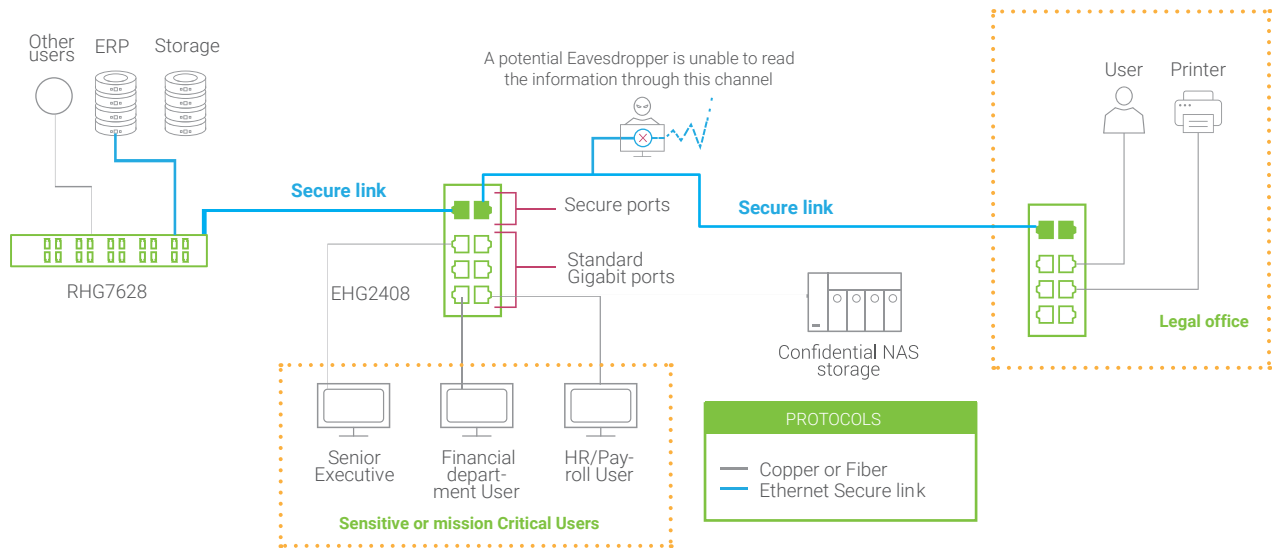 Other
users
ERP
Storage
A potential Eavesdropper is unable to read
the information through this channel
User
Printer
Secure link
Secure ports
Secure link
Standard
Gigabit ports
RHG7628
EHG2408
Legal office
Confidential NAS
storage
PROTOCOLS
Copper or Fiber
Ethernet Secure link
Senior
Executive
Financial
depart-
ment User
HR/Pay-
roll User
Sensitive or mission Critical Users